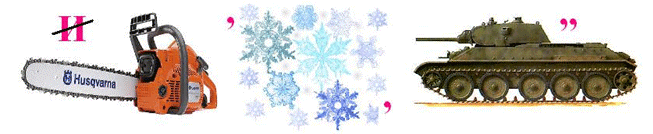 Н , ,,
Husqvarna ,